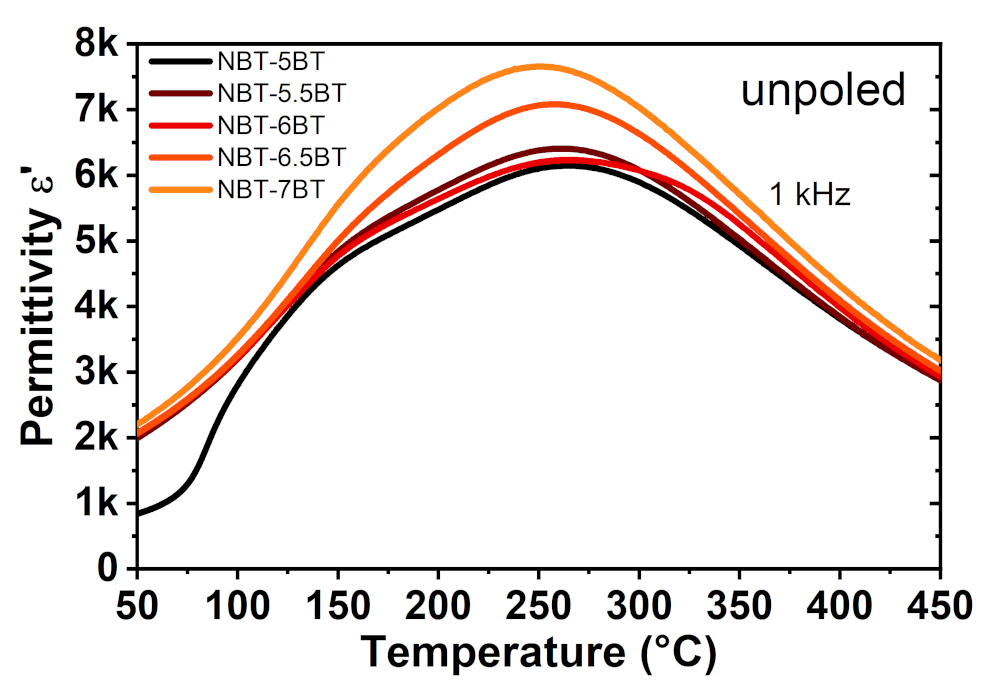 8k
7k
6k
5k
4k
3k
2k
1k
0
Permittivity ε'
NBT-5BT
NBT-5.5BT
NBT-6BT
NBT-6.5BT
NBT-7BT
unpoled
1 kHz
50 100 150 200 250 300 350 400 450
Temperature (°C)